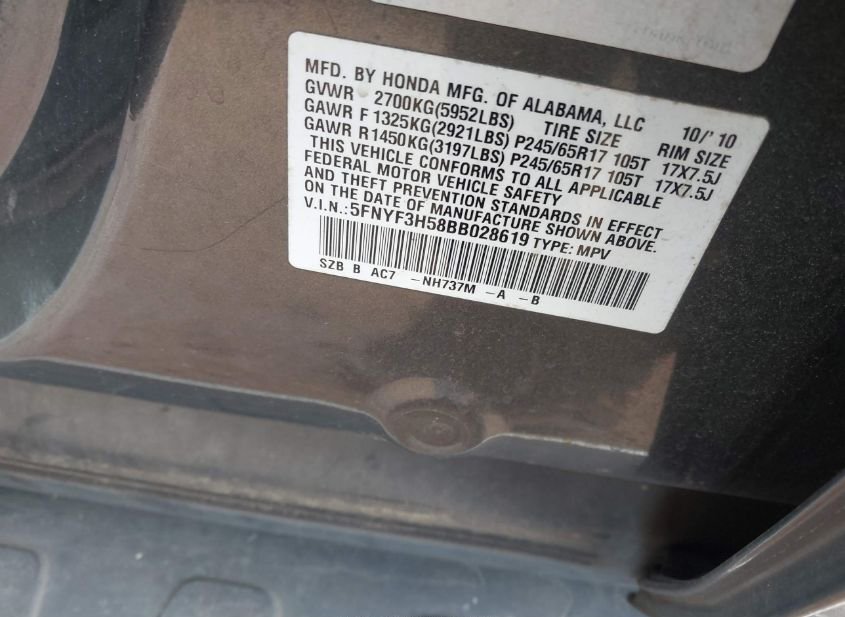 MFD. BY HONDA MFG. OF ALABAMA, LLC 10/' 10
GVWR 2700KG(5952LBS) TIRE SIZE RIM SIZE
GAWR F 1325KG(2921LBS) P245/65R17 105T 17X7.5J
GAWR R1450KG(3197LBS) P245/65R17 105T 17X7.5J
THIS VEHICLE CONFORMS TO ALL APPLICABLE
FEDERAL MOTOR VEHICLE SAFETY
AND THEFT PREVENTION STANDARDS IN EFFECT
ON THE DATE OF MANUFACTURE SHOWN ABOVE.
V.I.N.:5FNYF3H58BB028619 TYPE: MPV
SZB B AC7 -NH737M -A -B